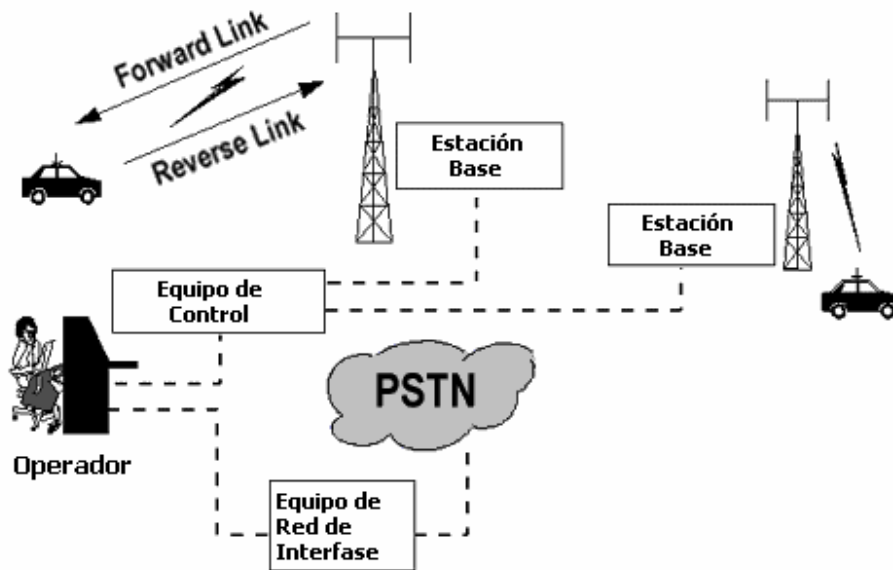 Forward Link
Reverse Link
Estación
Base
Estación
Base
Equipo de
Control
PSTN
Operador
Equipo de
Red de
Interfase